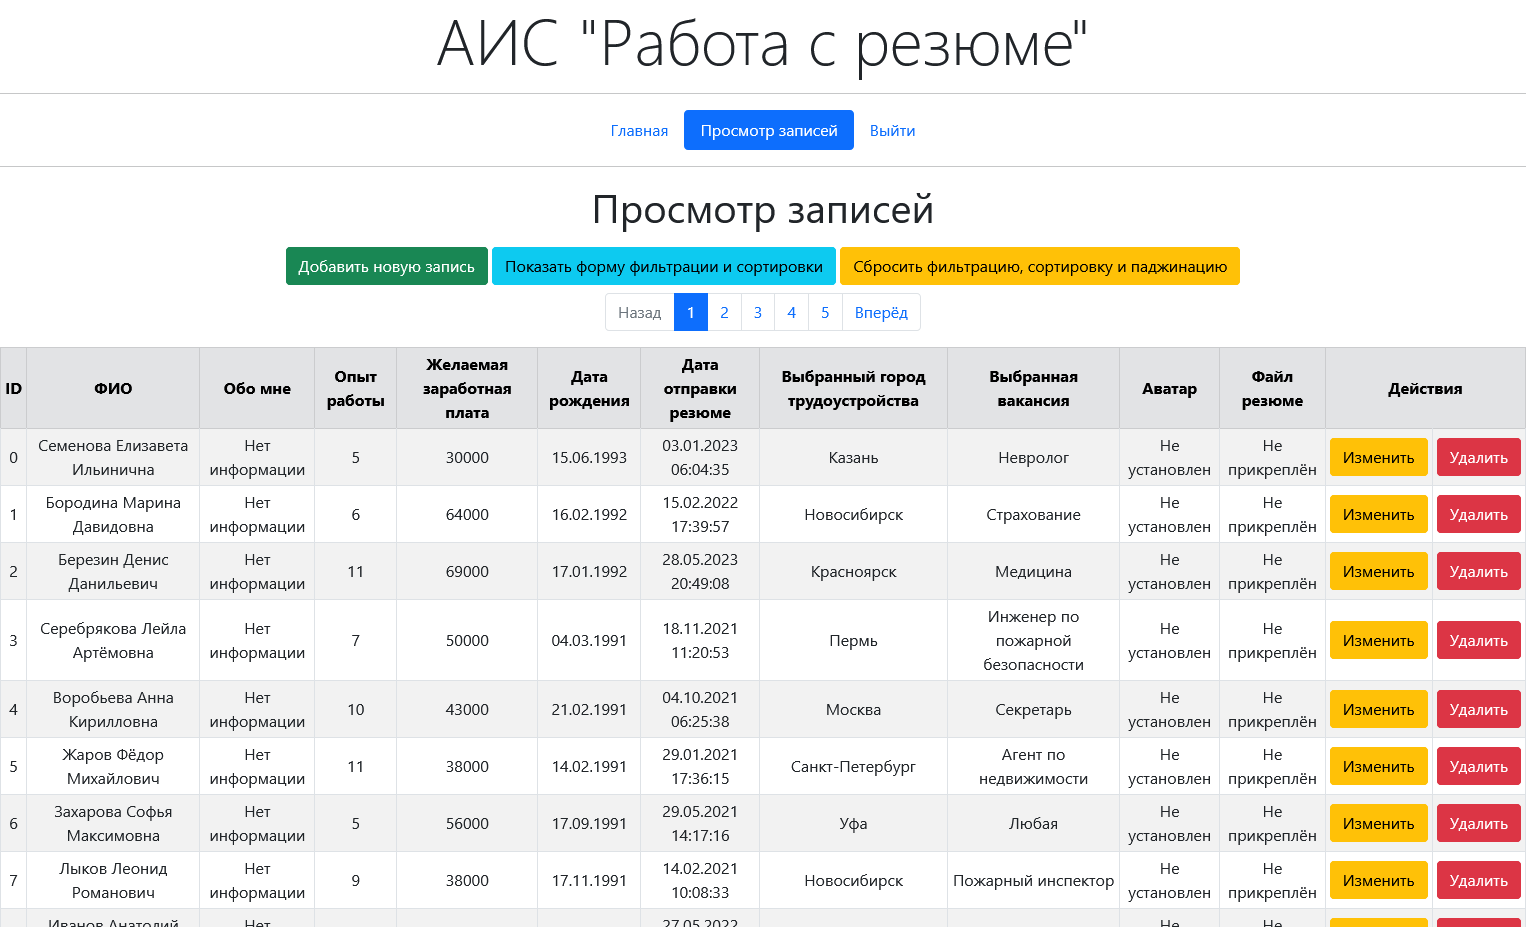 АИС "Работа с резюме"
Главная Просмотр записей Выйти
Просмотр записей
Добавить новую запись Показать форму фильтрации и сортировки Сбросить фильтрацию, сортировку и паджинацию
Назад 1 2 3 4 5 Вперёд
ID ФИО Обо мне Опыт работы Желаемая заработная плата Дата рождения Дата отправки резюме Выбранный город трудоустройства Выбранная вакансия Аватар Файл резюме Действия
0 Семенова Елизавета Ильинична Нет информации 5 30000 15.06.1993 03.01.2023 06:04:35 Казань Невролог Не установлен Не прикреплён Изменить Удалить
1 Бородина Марина Давидовна Нет информации 6 64000 16.02.1992 15.02.2022 17:39:57 Новосибирск Страхование Не установлен Не прикреплён Изменить Удалить
2 Березин Денис Данильевич Нет информации 11 69000 17.01.1992 28.05.2023 20:49:08 Красноярск Медицина Не установлен Не прикреплён Изменить Удалить
3 Серебрякова Лейла Артёмовна Нет информации 7 50000 04.03.1991 18.11.2021 11:20:53 Пермь Инженер по пожарной безопасности Не установлен Не прикреплён Изменить Удалить
4 Воробьева Анна Кирилловна Нет информации 10 43000 21.02.1991 04.10.2021 06:25:38 Москва Секретарь Не установлен Не прикреплён Изменить Удалить
5 Жаров Фёдор Михайлович Нет информации 11 38000 14.02.1991 29.01.2021 17:36:15 Санкт-Петербург Агент по недвижимости Не установлен Не прикреплён Изменить Удалить
6 Захарова Софья Максимовна Нет информации 5 56000 17.09.1991 29.05.2021 14:17:16 Уфа Любая Не установлен Не прикреплён Изменить Удалить
7 Лыков Леонид Романович Нет информации 9 38000 17.11.1991 14.02.2021 10:08:33 Новосибирск Пожарный инспектор Не установлен Не прикреплён Изменить Удалить
Иванов Анатолий Нет 27.05.2022 Не Не